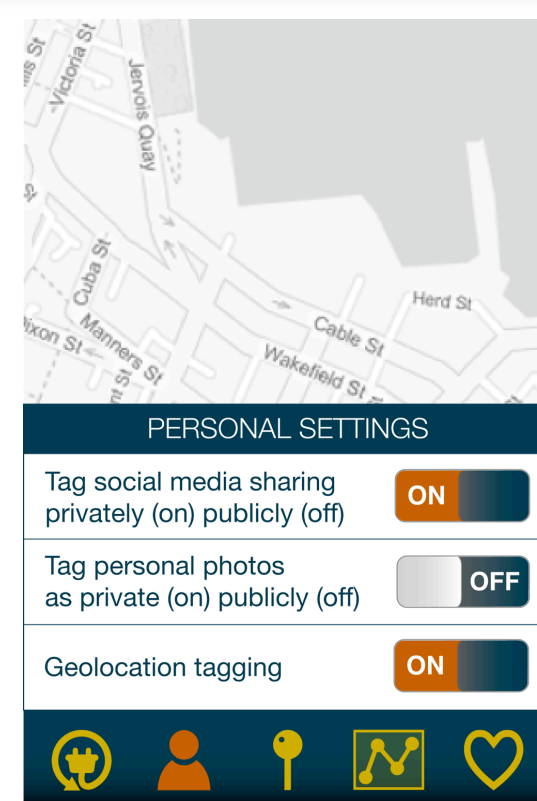 St
Victoria St
Jervois Quay
St
Cuba St
Dixon St
Manners St
St
Herd St
Cable St
Wakefield St
PERSONAL SETTINGS
Tag social media sharing
privately (on) publicly (off)
ON
Tag personal photos
as private (on) publicly (off)
OFF
Geolocation tagging
ON